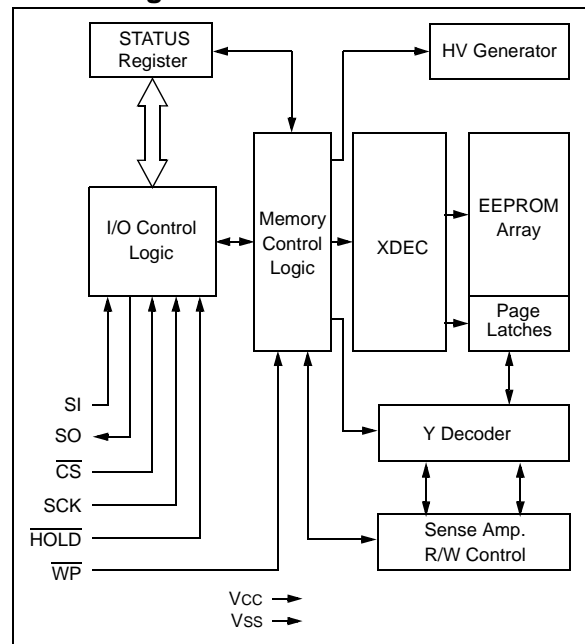 STATUS
Register
HV Generator
I/O Control
Logic
Memory
Control
Logic
XDEC
EEPROM
Array
Page
Latches
SI
SO
CS
SCK
HOLD
WP
Y Decoder
Sense Amp.
R/W Control
VCC
VSS